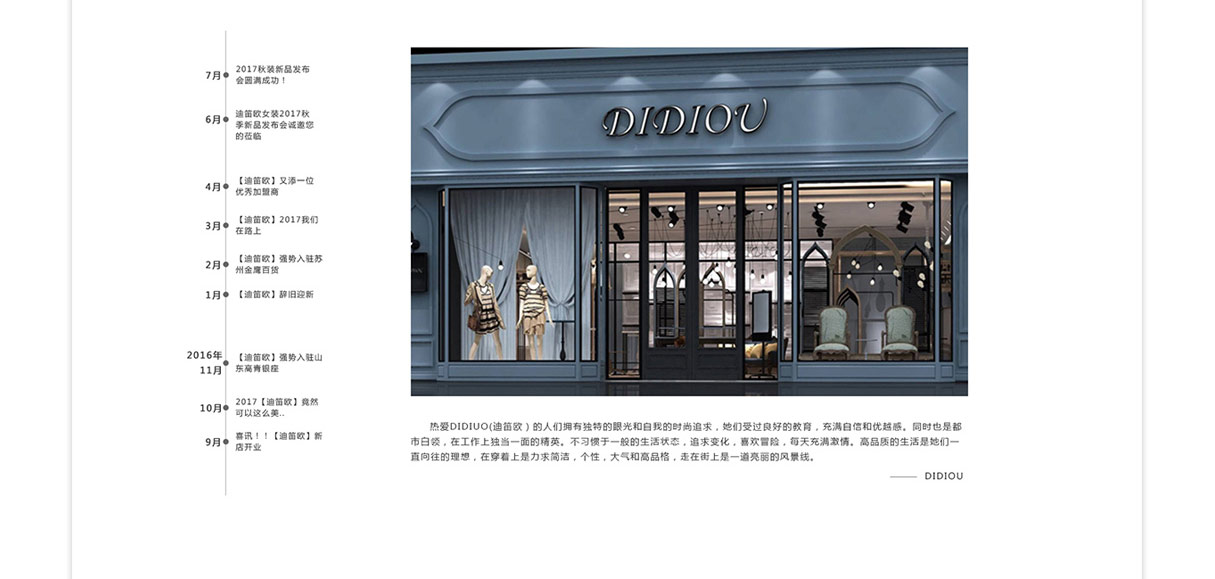 7月
2017秋装新品发布
会圆满成功！
6月
迪笛欧女装2017秋
季新品发布会诚邀您
的莅临
4月
【迪笛欧】又添一位
优秀加盟商
3月
【迪笛欧】2017我们
在路上
2月
【迪笛欧】强势入驻苏
州金鹰百货
1月
【迪笛欧】辞旧迎新
2016年
11月
【迪笛欧】强势入驻山
东高青银座
10月
2017【迪笛欧】竟然
可以这么美..
9月
喜讯！！【迪笛欧】新
店开业
DIDIOU
热爱DIDIUO(迪笛欧）的人们拥有独特的眼光和自我的时尚追求，她们受过良好的教育，充满自信和优越感。同时也是都
市白领，在工作上独当一面的精英。不习惯于一般的生活状态，追求变化，喜欢冒险，每天充满激情。高品质的生活是她们一
直向往的理想，在穿着上是力求简洁，个性，大气和高品格，走在街上是一道亮丽的风景线。
—— DIDIOU